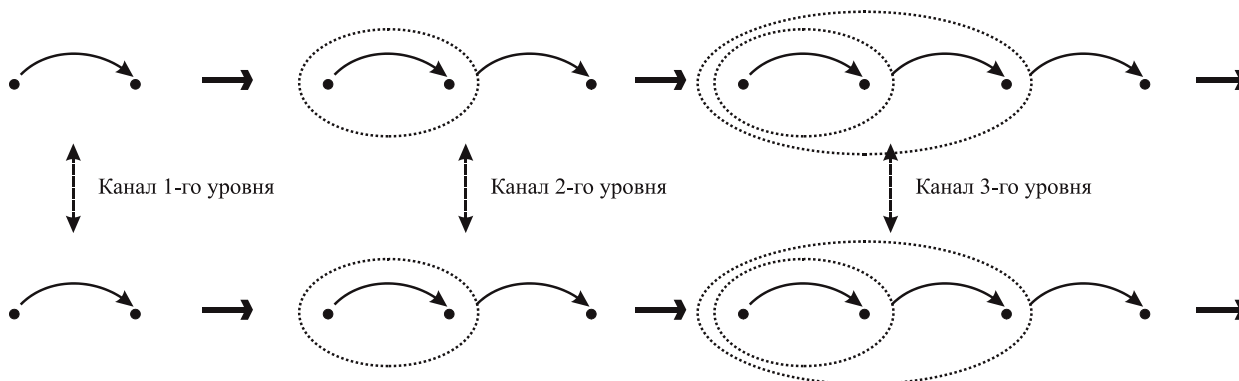 Канал 1-го уровня
Канал 2-го уровня
Канал 3-го уровня